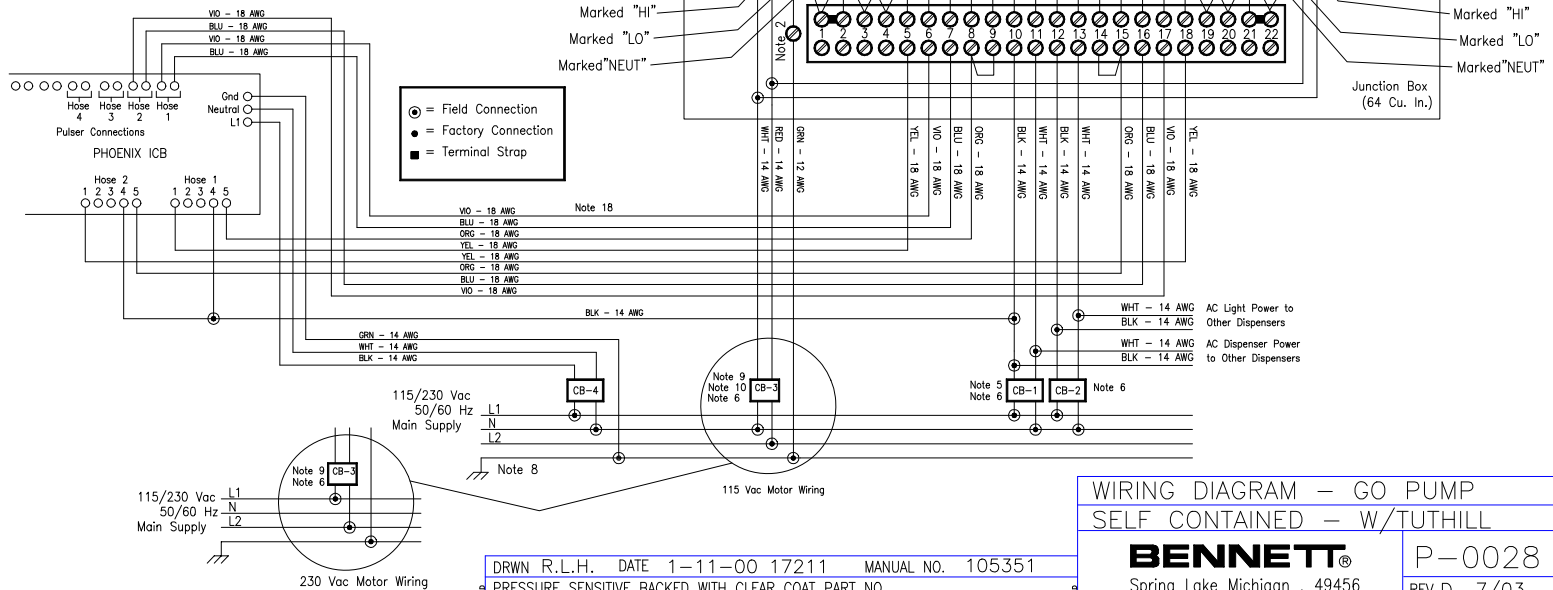 VIO - 18 AWG
BLU - 18 AWG
VIO - 18 AWG
BLU - 18 AWG
Marked "HI"
Marked "LO"
Marked"NEUT"
Note 2
1 2 3 4 5 6 7 8 9 10 11 12 13 14 15 16 17 18 19 20 21 22
Marked "HI"
Marked "LO"
Marked"NEUT"
Junction Box
(64 Cu. In.)
Hose 4
Hose 3
Hose 2
Hose 1
Pulser Connections
Gnd
Neutral
L1
PHOENIX ICB
Hose 2
1 2 3 4 5
Hose 1
1 2 3 4 5
= Field Connection
= Factory Connection
= Terminal Strap
WHT - 14 AWG
RED - 14 AWG
GRN - 12 AWG
YEL - 18 AWG
VIO - 18 AWG
BLU - 18 AWG
ORG - 18 AWG
BLK - 14 AWG
WHT - 14 AWG
BLK - 14 AWG
WHT - 14 AWG
ORG - 18 AWG
BLU - 18 AWG
VIO - 18 AWG
YEL - 18 AWG
VIO - 18 AWG
Note 18
BLU - 18 AWG
ORG - 18 AWG
YEL - 18 AWG
YEL - 18 AWG
ORG - 18 AWG
BLU - 18 AWG
VIO - 18 AWG
BLK - 14 AWG
WHT - 14 AWG AC Light Power to
BLK - 14 AWG Other Dispensers
WHT - 14 AWG AC Dispenser Power
BLK - 14 AWG to Other Dispensers
GRN - 14 AWG
WHT - 14 AWG
BLK - 14 AWG
CB-4
Note 9
Note 10
Note 6
CB-3
Note 5
Note 6
CB-1
CB-2
Note 6
115/230 Vac
50/60 Hz
Main Supply
L1
N
L2
Note 8
115 Vac Motor Wiring
Note 9
Note 6
CB-3
115/230 Vac
50/60 Hz
Main Supply
L1
N
L2
230 Vac Motor Wiring
WIRING DIAGRAM - GO PUMP
SELF CONTAINED - W/TUTHILL
BENNETT®
P-0028
Spring Lake Michigan , 49456
REV D 7/03
DRWN R.L.H. DATE 1-11-00 17211 MANUAL NO. 105351
PRESSURE SENSITIVE BACKED WITH CLEAR COAT PART NO